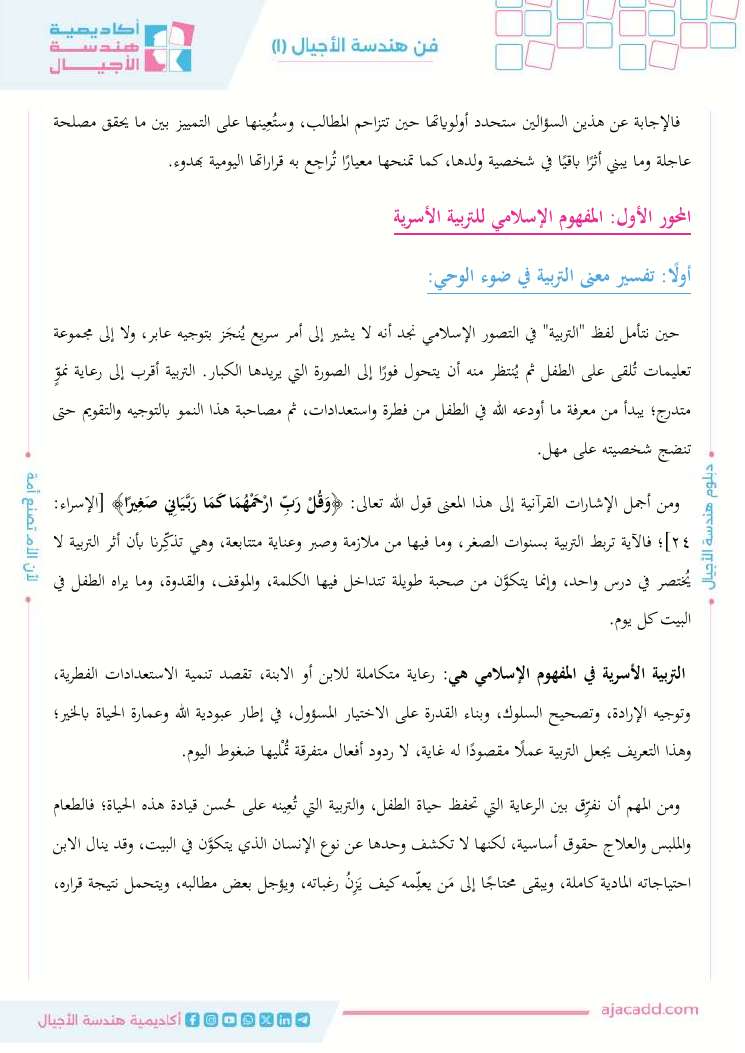 أكاديمية
هندسة
الأجيال
فن هندسة الأجيال (١)
فالإجابة عن هذين السؤالين ستحدد أولوياتها حين تتزاحم المطالب، وستُعِينها على التمييز بين ما يحقق مصلحة
عاجلة وما يبني أثرًا باقيًا في شخصية ولدها، كما تمنحها معيارًا تُراجع به قراراتها اليومية بهدوء.
المحور الأول: المفهوم الإسلامي للتربية الأسرية
أولًا: تفسير معنى التربية في ضوء الوحي:
حين نتأمل لفظ "التربية" في التصور الإسلامي نجد أنه لا يشير إلى أمر سريع يُنجَز بتوجيه عابر، ولا إلى مجموعة
تعليمات تُلقى على الطفل ثم يُنتظر منه أن يتحول فورًا إلى الصورة التي يريدها الكبار. التربية أقرب إلى رعاية نموٍّ
متدرج؛ يبدأ من معرفة ما أودعه الله في الطفل من فطرة واستعدادات، ثم مصاحبة هذا النمو بالتوجيه والتقويم حتى
تنضج شخصيته على مهل.
ومن أجمل الإشارات القرآنية إلى هذا المعنى قول الله تعالى: ﴿وَقُلْ رَبِّ ارْحَمْهُمَا كَمَا رَبَّيَانِي صَغِيرًا﴾ [الإسراء:
٢٤]؛ فالآية تربط التربية بسنوات الصغر، وما فيها من ملازمة وصبر وعناية متتابعة، وهي تذكّرنا بأن أثر التربية لا
يُختصر في درس واحد، وإنما يتكوَّن من صحبة طويلة تتداخل فيها الكلمة، والموقف، والقدوة، وما يراه الطفل في
البيت كل يوم.
التربية الأسرية في المفهوم الإسلامي هي: رعاية متكاملة للابن أو الابنة، تقصد تنمية الاستعدادات الفطرية،
وتوجيه الإرادة، وتصحيح السلوك، وبناء القدرة على الاختيار المسؤول، في إطار عبودية الله وعمارة الحياة بالخير؛
وهذا التعريف يجعل التربية عملًا مقصودًا له غاية، لا ردود أفعال متفرقة تُمْليها ضغوط اليوم.
ومن المهم أن نفرِّق بين الرعاية التي تحفظ حياة الطفل، والتربية التي تُعِينه على حُسن قيادة هذه الحياة؛ فالطعام
والملبس والعلاج حقوق أساسية، لكنها لا تكشف وحدها عن نوع الإنسان الذي يتكوَّن في البيت، وقد ينال الابن
احتياجاته المادية كاملة، ويبقى محتاجًا إلى مَن يعلِّمه كيف يَزِنُ رغباته، ويؤجل بعض مطالبه، ويتحمل نتيجة قراره،
دبلوم هندسة الأجيال
لأن الأم تصنع أمة
أكاديمية هندسة الأجيال
ajacadd.com